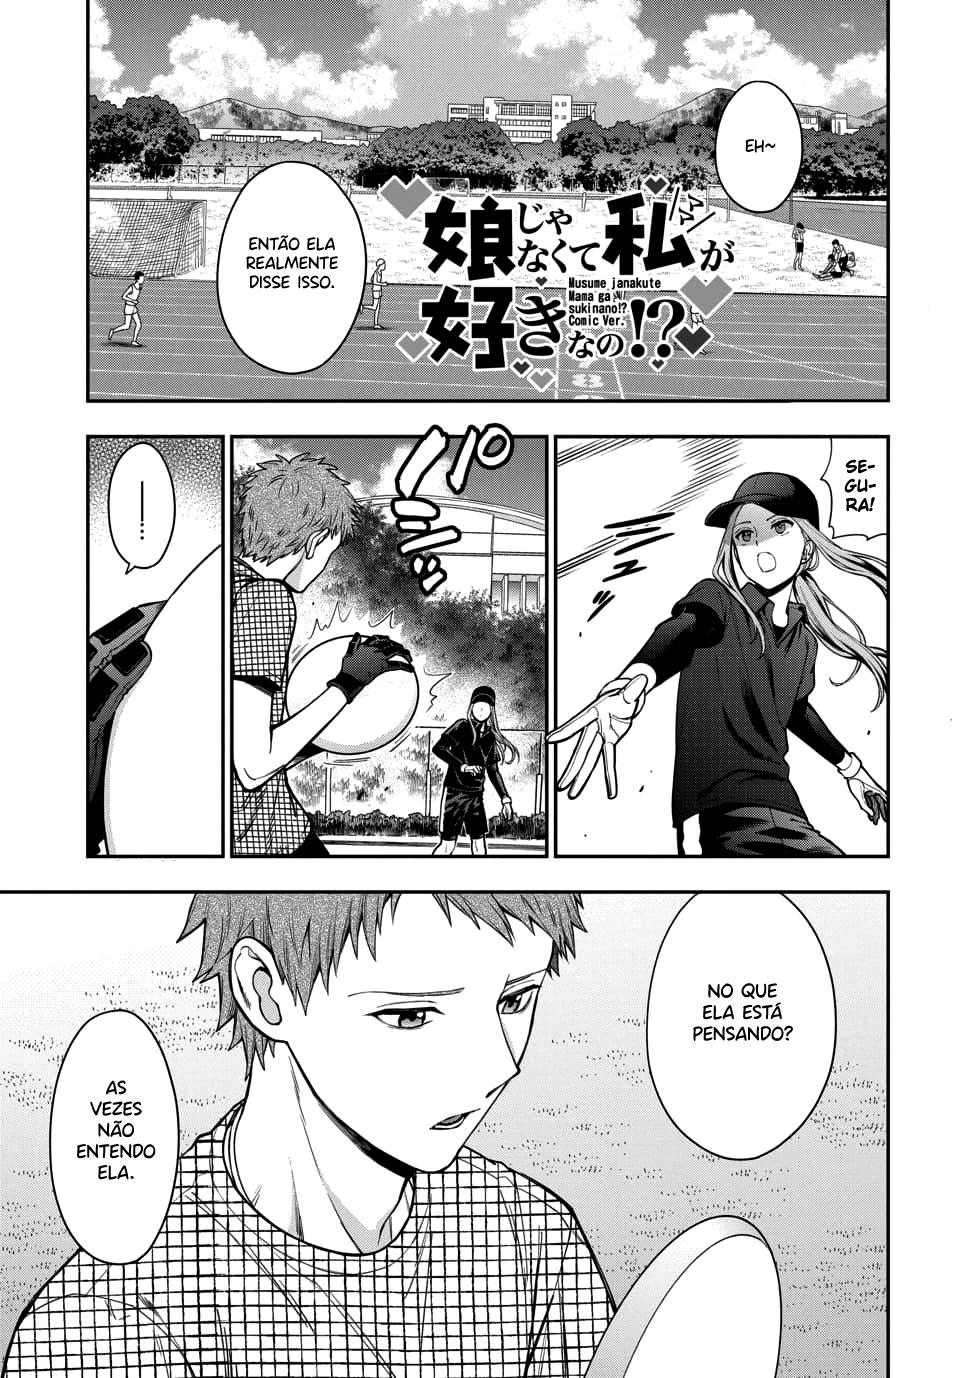 EH~
ENTÃO ELA
REALMENTE
DISSE ISSO.
娘じゃなくて私が
ママ
好きなの!?
Musume janakute
Mama ga
sukinano!?
Comic Ver.
SE-
GU-
RA!
パシッ
...
NO QUE
ELA ESTÁ
PENSANDO?
AS
VEZES
NÃO
ENTENDO
ELA.